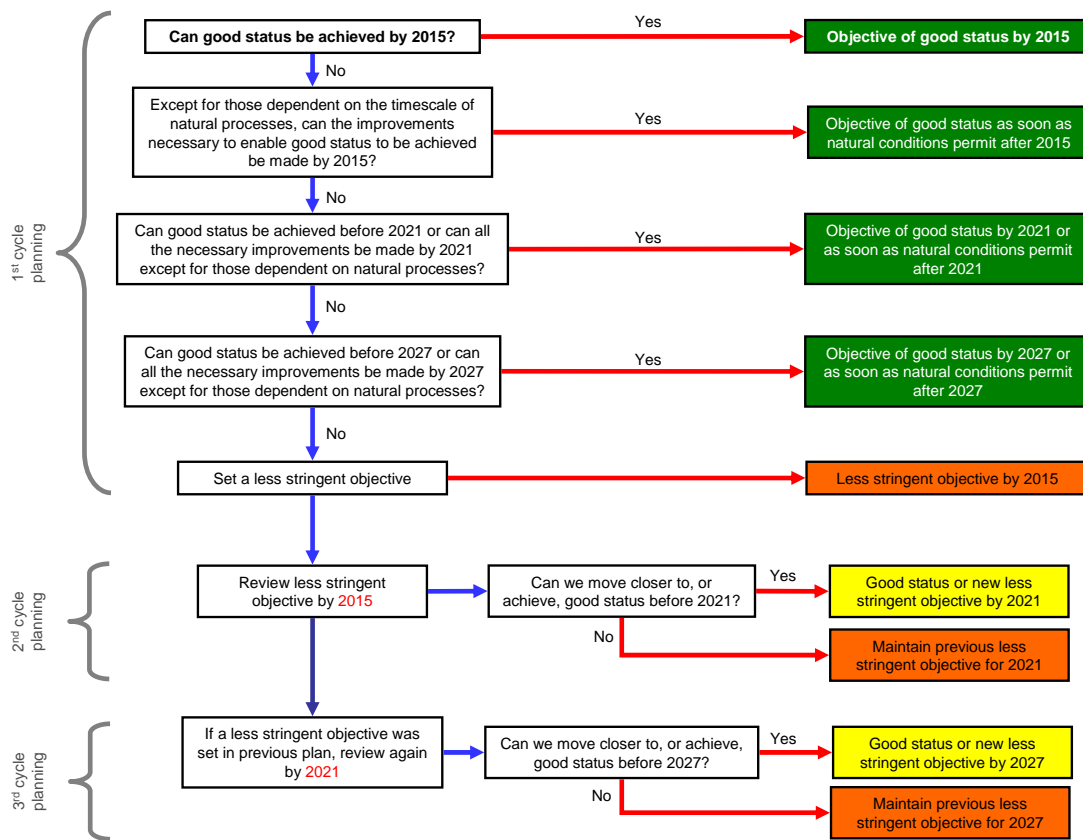 Can good status be achieved by 2015?
Yes
Objective of good status by 2015
No
Except for those dependent on the timescale of
natural processes, can the improvements
necessary to enable good status to be achieved
be made by 2015?
Yes
Objective of good status as soon as
natural conditions permit after 2015
No
1st cycle
planning
Can good status be achieved before 2021 or can all
the necessary improvements be made by 2021
except for those dependent on natural processes?
Yes
Objective of good status by 2021 or
as soon as natural conditions permit
after 2021
No
Can good status be achieved before 2027 or can
all the necessary improvements be made by 2027
except for those dependent on natural processes?
Yes
Objective of good status by 2027 or
as soon as natural conditions permit
after 2027
No
Set a less stringent objective
Less stringent objective by 2015
2nd cycle
planning
Review less stringent
objective by 2015
Can we move closer to, or
achieve, good status before 2021?
Yes
Good status or new less
stringent objective by 2021
No
Maintain previous less
stringent objective for 2021
3rd cycle
planning
If a less stringent objective was
set in previous plan, review again
by 2021
Can we move closer to, or achieve,
good status before 2027?
Yes
Good status or new less
stringent objective by 2027
No
Maintain previous less
stringent objective for 2027